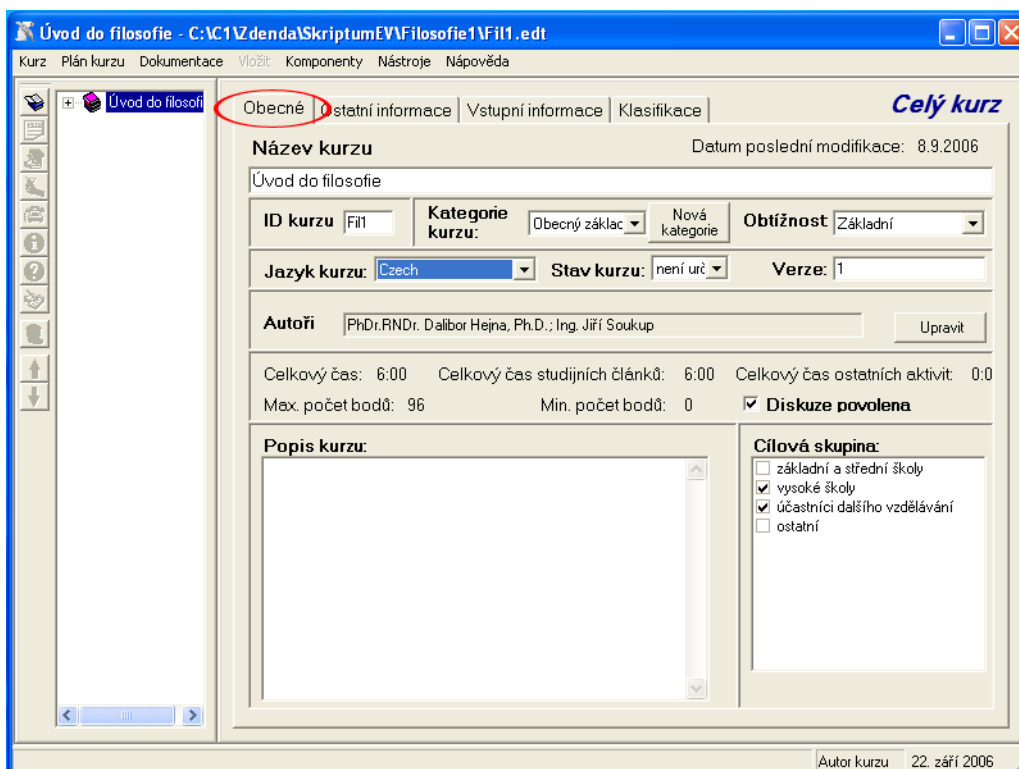 Úvod do filosofie - C:\C1\Zdenda\SkriptumEV\Filosofie1\Fil1.edt
Kurz Plán kurzu Dokumentace Vložit Komponenty Nástroje Nápověda
Úvod do filosofi
Obecné Ostatní informace Vstupní informace Klasifikace Celý kurz
Název kurzu Datum poslední modifikace: 8.9.2006
Úvod do filosofie
ID kurzu Fil1 Kategorie kurzu: Obecný základ Nová kategorie Obtížnost Základní
Jazyk kurzu: Czech Stav kurzu: není urč Verze: 1
Autoři PhDr.RNDr. Dalibor Hejna, Ph.D.; Ing. Jiří Soukup Upravit
Celkový čas: 6:00 Celkový čas studijních článků: 6:00 Celkový čas ostatních aktivit: 0:0
Max. počet bodů: 96 Min. počet bodů: 0 Diskuze povolena
Popis kurzu: Cílová skupina:
základní a střední školy
vysoké školy
účastníci dalšího vzdělávání
ostatní
Autor kurzu 22. září 2006